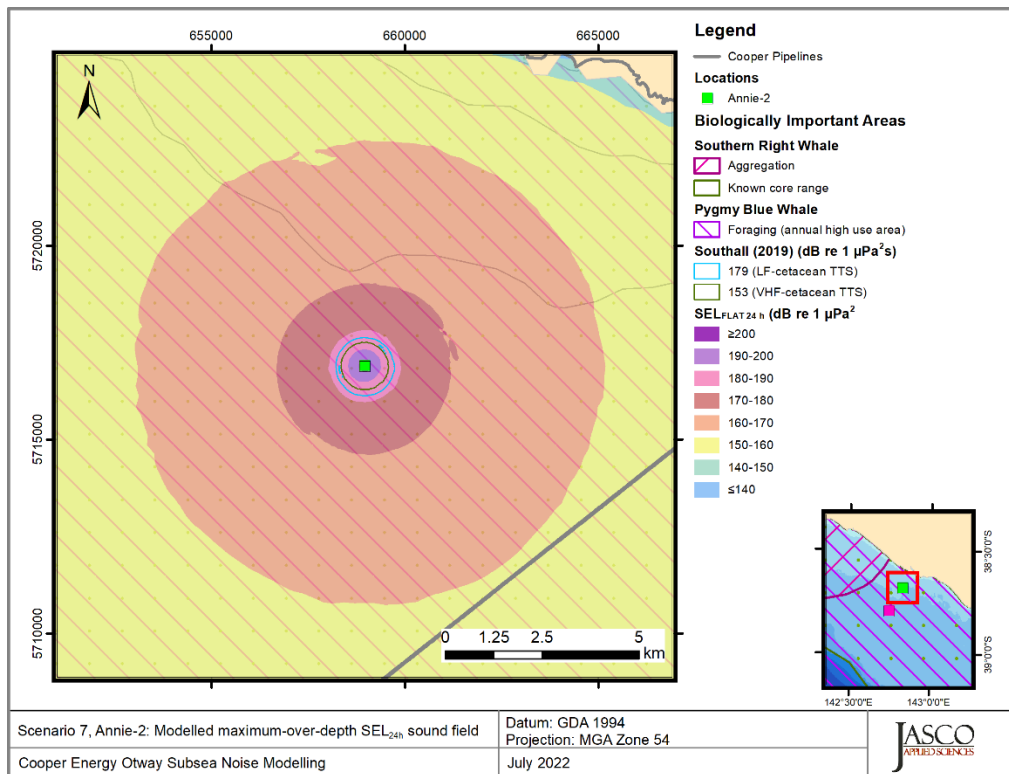 655000 660000 665000
N
5720000
5715000
5710000
0 1.25 2.5 5
km
Legend
Cooper Pipelines
Locations
Annie-2
Biologically Important Areas
Southern Right Whale
Aggregation
Known core range
Pygmy Blue Whale
Foraging (annual high use area)
Southall (2019) (dB re 1 µPa²s)
179 (LF-cetacean TTS)
153 (VHF-cetacean TTS)
SELFLAT 24 h (dB re 1 µPa²
≥200
190-200
180-190
170-180
160-170
150-160
140-150
≤140
38°30'0"S
39°0'0"S
142°30'0"E 143°0'0"E
Scenario 7, Annie-2: Modelled maximum-over-depth SEL24h sound field
Datum: GDA 1994
Projection: MGA Zone 54
Cooper Energy Otway Subsea Noise Modelling
July 2022
JASCO
APPLIED SCIENCES